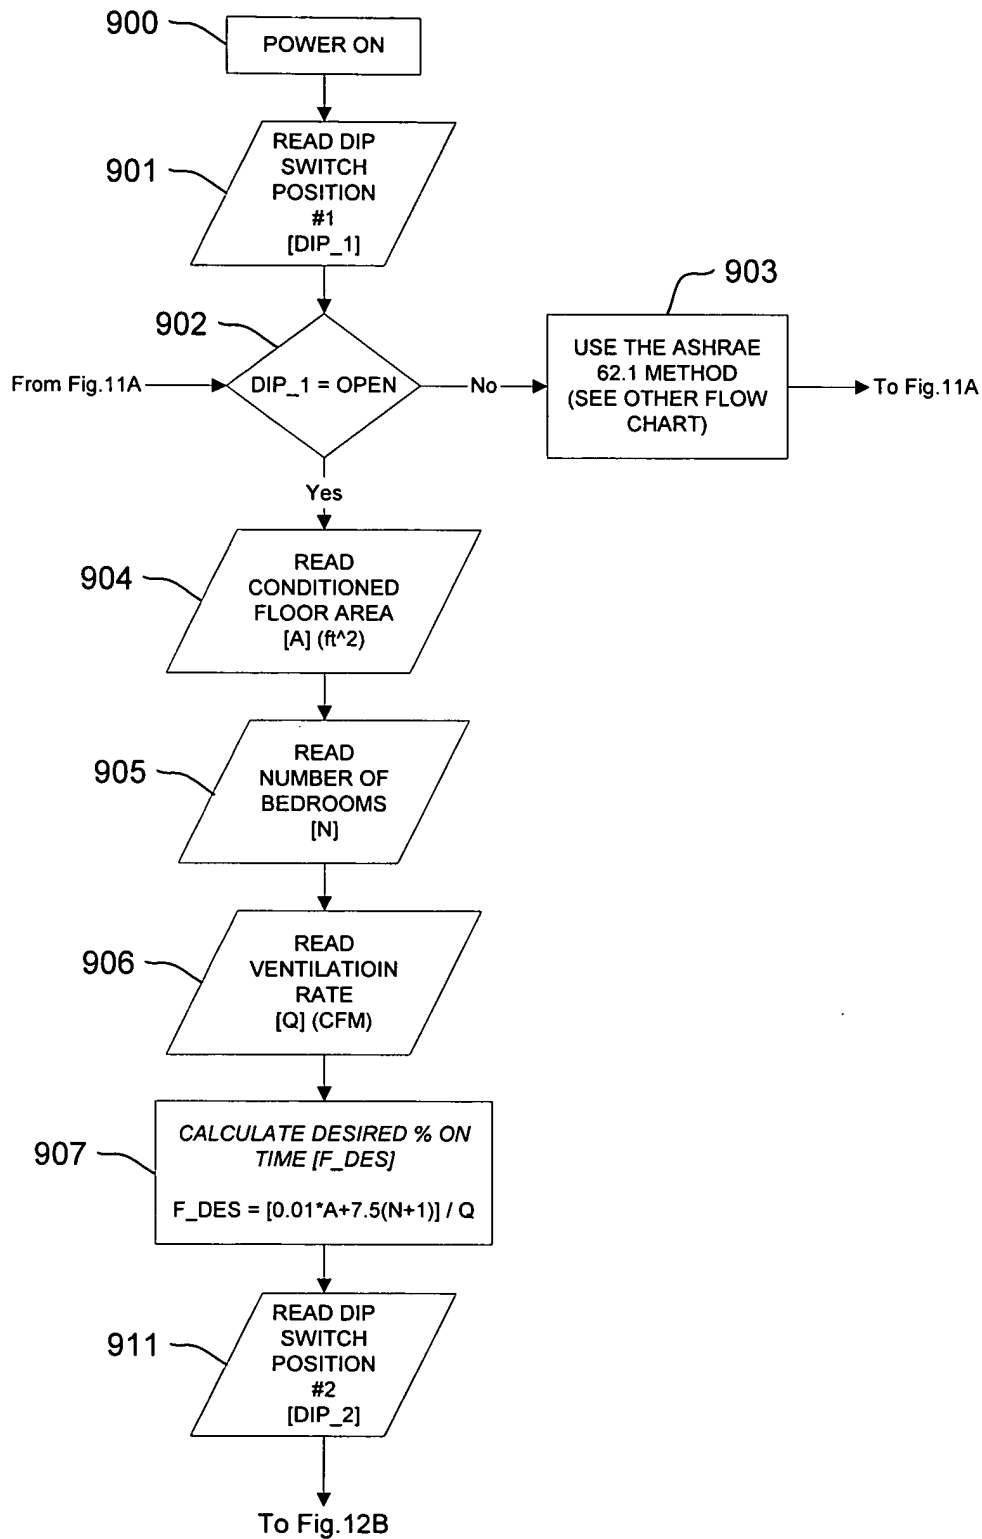 900
POWER ON
901
READ DIP
SWITCH
POSITION
#1
[DIP_1]
902
903
From Fig.11A
DIP_1 = OPEN
No
USE THE ASHRAE
62.1 METHOD
(SEE OTHER FLOW
CHART)
To Fig.11A
Yes
904
READ
CONDITIONED
FLOOR AREA
[A] (ft^2)
905
READ
NUMBER OF
BEDROOMS
[N]
906
READ
VENTILATIOIN
RATE
[Q] (CFM)
907
CALCULATE DESIRED % ON
TIME [F_DES]
F_DES = [0.01*A+7.5(N+1)] / Q
911
READ DIP
SWITCH
POSITION
#2
[DIP_2]
To Fig.12B